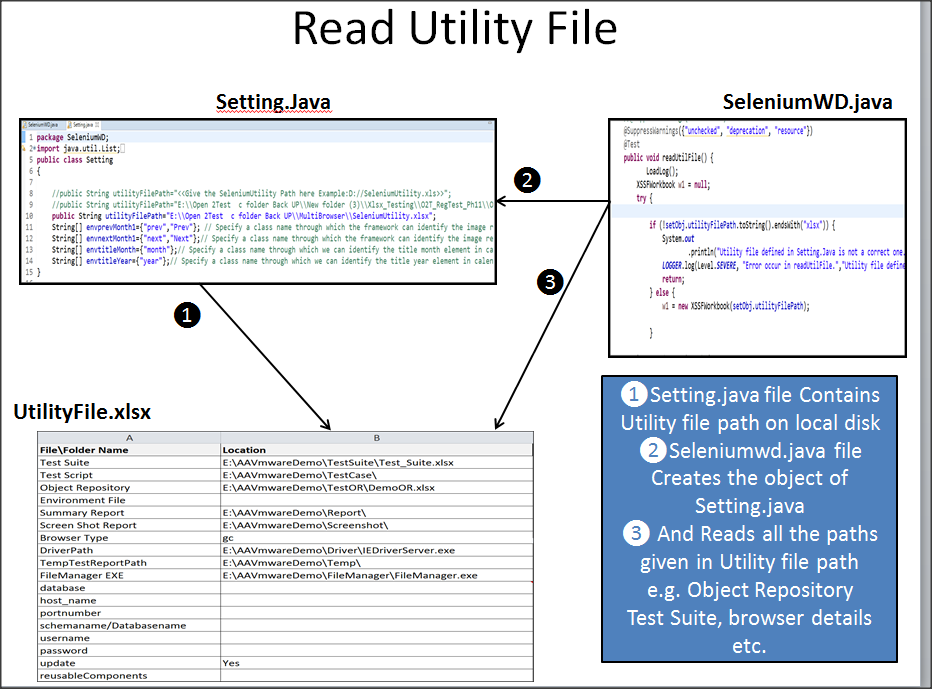 Read Utility File
Setting.Java
SeleniumWD.java
SeleniumWD.java Setting.java
1 package SeleniumWD;
2 import java.util.List;
5 public class Setting
6 {
7
8 //public String utilityFilePath="<<Give the SeleniumUtility Path here Example:D://SeleniumUtility.xls>>";
9 //public String utilityFilePath="E:\\Open 2Test c folder Back UP\\New folder (3)\\Xlsx_Testing\\O2T_RegTest_Ph11\\O
10 public String utilityFilePath="E:\\Open 2Test c folder Back UP\\MultiBrowser\\SeleniumUtility.xlsx";
11 String[] envprevMonth1={"prev","Prev"}; // Specify a class name through which the framework can identify the image r
12 String[] envnextMonth1={"next","Next"};// Specify a class name through which the framework can identify the image re
13 String[] envtitleMonth={"month"};// Specify a class name through which we can identify the title month element in ca
14 String[] envtitleYear={"year"};// Specify a class name through which we can identify the title year element in calen
15 }
@SuppressWarnings({"unchecked", "deprecation", "resource"})
@Test
public void readUtilFile() {
LoadLog();
XSSFWorkbook w1 = null;
try {
if (!setObj.utilityFilePath.toString().endsWith("xlsx")) {
System.out
.println("Utility file defined in Setting.Java is not a correct one.
LOGGER.log(Level.SEVERE, "Error occur in readUtilFile.","Utility file define
return;
} else {
w1 = new XSSFWorkbook(setObj.utilityFilePath);
}
2
3
1
UtilityFile.xlsx
A B
File\Folder Name Location
Test Suite E:\AAVmwareDemo\TestSuite\Test_Suite.xlsx
Test Script E:\AAVmwareDemo\TestCase\
Object Repository E:\AAVmwareDemo\TestOR\DemoOR.xlsx
Environment File
Summary Report E:\AAVmwareDemo\Report\
Screen Shot Report E:\AAVmwareDemo\Screenshot\
Browser Type gc
DriverPath E:\AAVmwareDemo\Driver\IEDriverServer.exe
TempTestReportPath E:\AAVmwareDemo\Temp\
FileManager EXE E:\AAVmwareDemo\FileManager\FileManager.exe
database
host_name
portnumber
schemaname/Databasename
username
password
update Yes
reusableComponents
1 Setting.java file Contains
Utility file path on local disk
2 Seleniumwd.java file
Creates the object of
Setting.java
3 And Reads all the paths
given in Utility file path
e.g. Object Repository
Test Suite, browser details
etc.